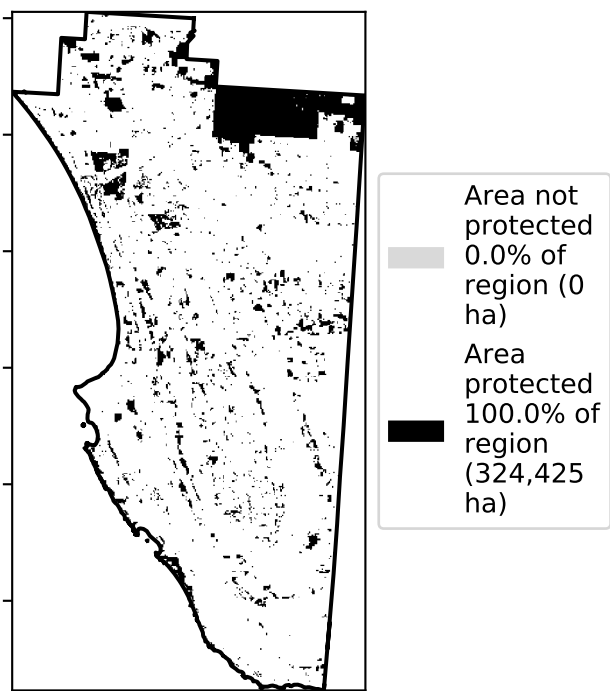 Area not
protected
0.0% of
region (0
ha)
Area
protected
100.0% of
region
(324,425
ha)